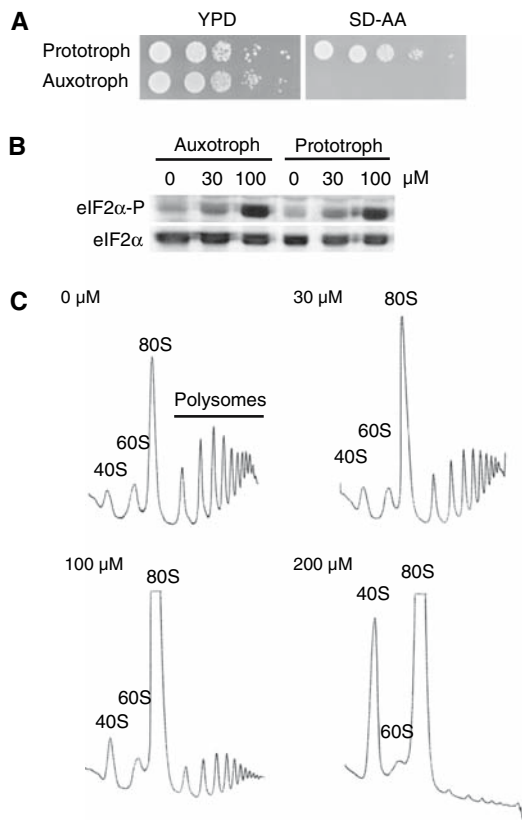 A
YPD
SD-AA
Prototroph
Auxotroph
B
Auxotroph
Prototroph
0 30 100 0 30 100 μM
eIF2α-P
eIF2α
C
0 μM
80S
Polysomes
60S
40S
30 μM
80S
60S
40S
100 μM
80S
60S
40S
200 μM
80S
40S
60S